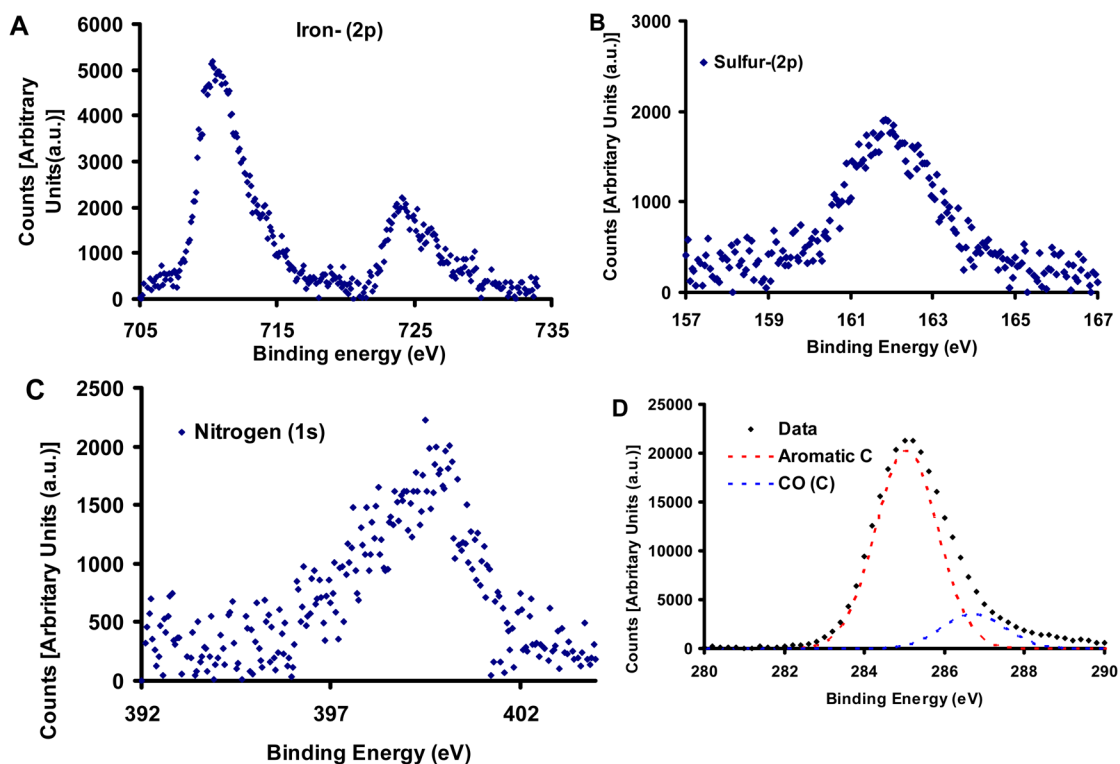 A
Iron- (2p)
Counts [Arbitrary
Units(a.u.)]
6000
5000
4000
3000
2000
1000
0
705
715
725
735
Binding energy (eV)
B
Sulfur-(2p)
Counts [Arbritary Units (a.u.)]
3000
2000
1000
0
157
159
161
163
165
167
Binding Energy (eV)
C
Nitrogen (1s)
Counts [Arbritary Units (a.u.)]
2500
2000
1500
1000
500
0
392
397
402
Binding Energy (eV)
D
Data
Aromatic C
CO (C)
Counts [Arbritary Units (a.u.)]
25000
20000
15000
10000
5000
0
280
282
284
286
288
290
Binding Energy (eV)